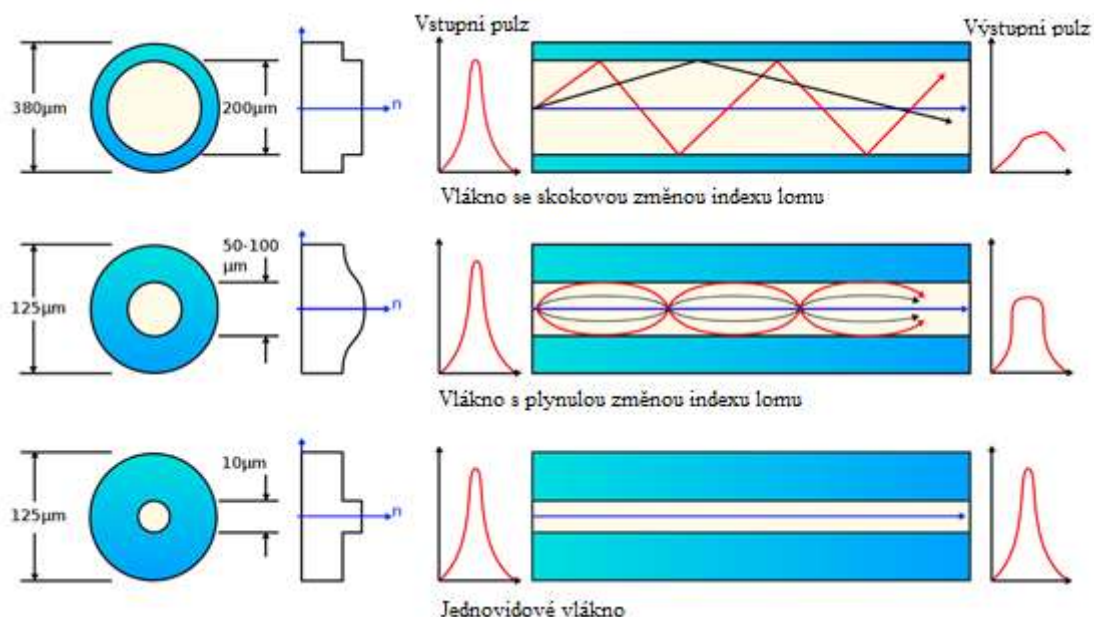 Vstupní pulz
Výstupní pulz
380µm
200µm
n
Vlákno se skokovou změnou indexu lomu
50-100
µm
125µm
n
Vlákno s plynulou změnou indexu lomu
10µm
125µm
n
Jednovidové vlákno